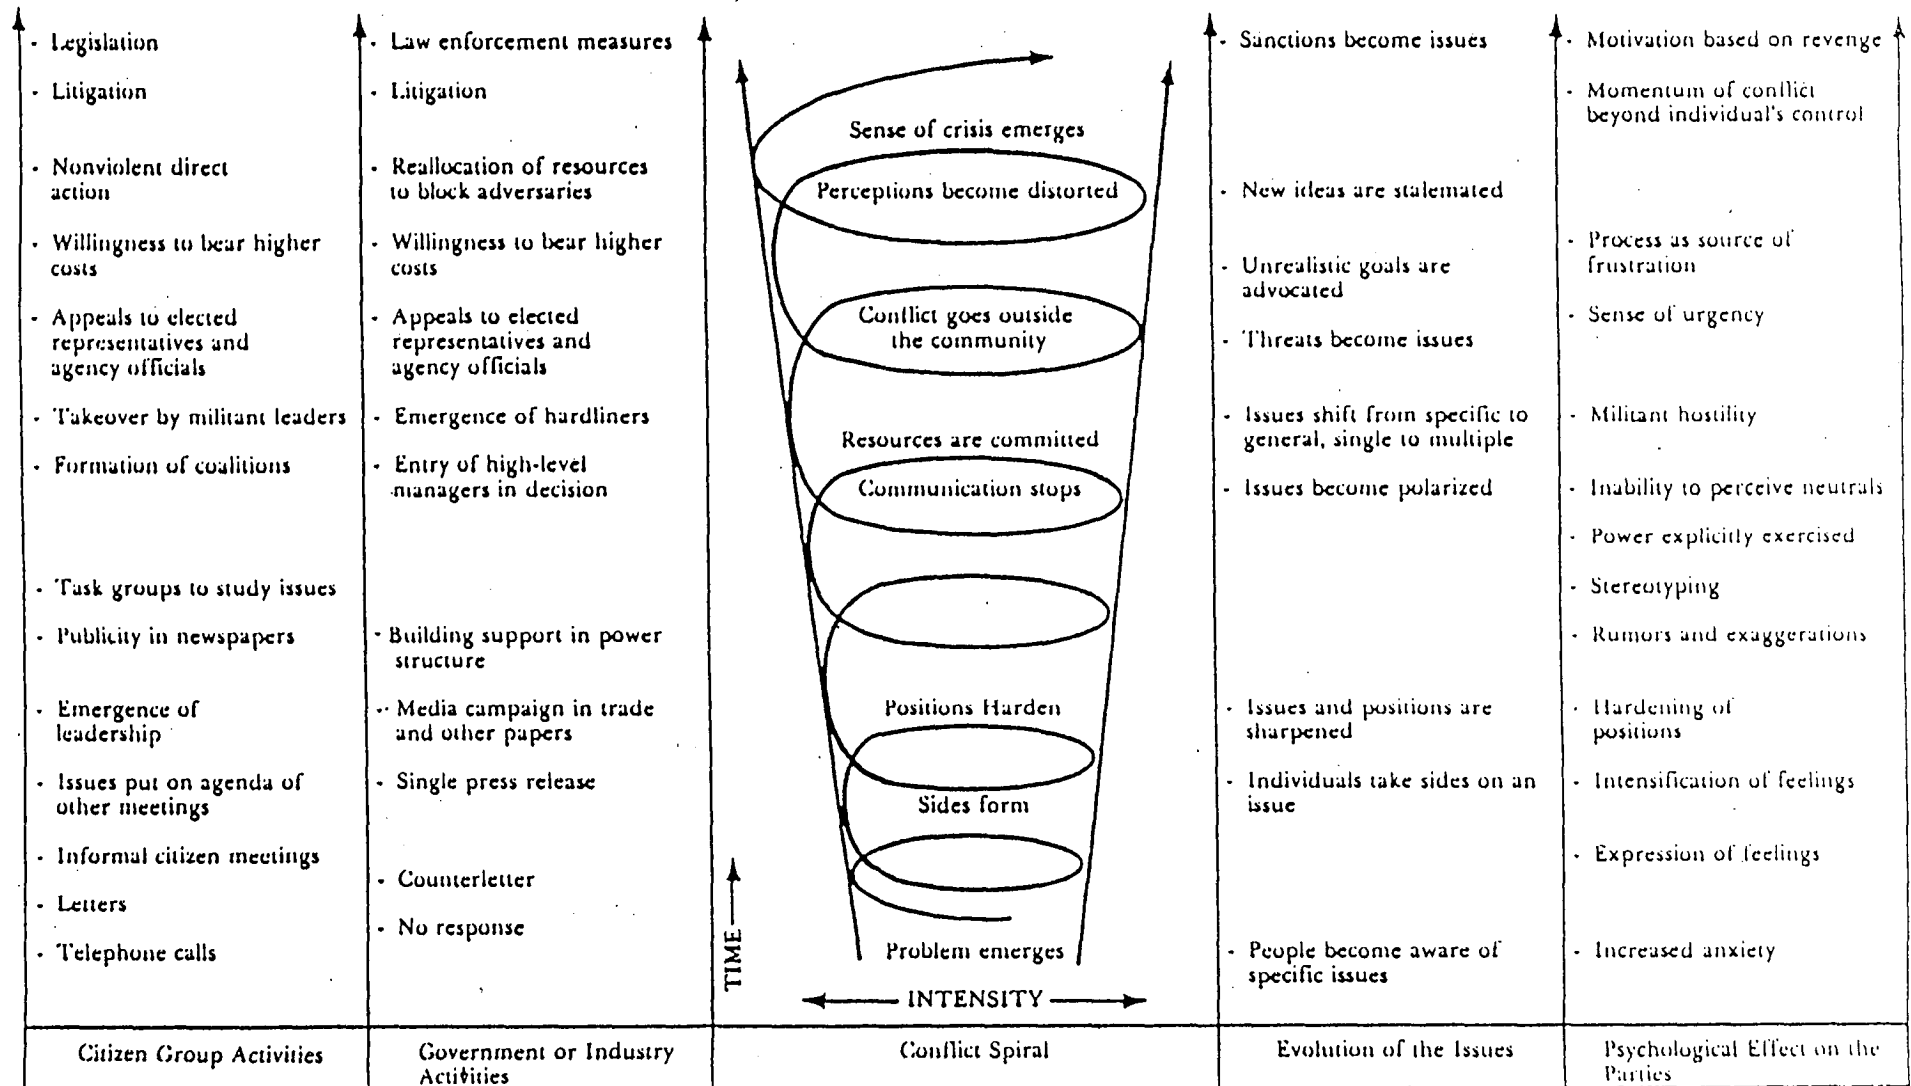 - Legislation
- Litigation
- Nonviolent direct
action
- Willingness to bear higher
costs
- Appeals to elected
representatives and
agency officials
- Takeover by militant leaders
- Formation of coalitions
- Task groups to study issues
- Publicity in newspapers
- Emergence of
leadership
- Issues put on agenda of
other meetings
- Informal citizen meetings
- Letters
- Telephone calls
Citizen Group Activities
- Law enforcement measures
- Litigation
- Reallocation of resources
to block adversaries
- Willingness to bear higher
costs
- Appeals to elected
representatives and
agency officials
- Emergence of hardliners
- Entry of high-level
managers in decision
- Building support in power
structure
- Media campaign in trade
and other papers
- Single press release
- Counterletter
- No response
Government or Industry
Activities
Sense of crisis emerges
Perceptions become distorted
Conflict goes outside
the community
Resources are committed
Communication stops
Positions Harden
Sides form
Problem emerges
TIME
INTENSITY
Conflict Spiral
- Sanctions become issues
- New ideas are stalemated
- Unrealistic goals are
advocated
- Threats become issues
- Issues shift from specific to
general, single to multiple
- Issues become polarized
- Issues and positions are
sharpened
- Individuals take sides on an
issue
- People become aware of
specific issues
Evolution of the Issues
- Motivation based on revenge
- Momentum of conflict
beyond individual's control
- Process as source of
frustration
- Sense of urgency
- Militant hostility
- Inability to perceive neutrals
- Power explicitly exercised
- Stereotyping
- Rumors and exaggerations
- Hardening of
positions
- Intensification of feelings
- Expression of feelings
- Increased anxiety
Psychological Effect on the
Parties